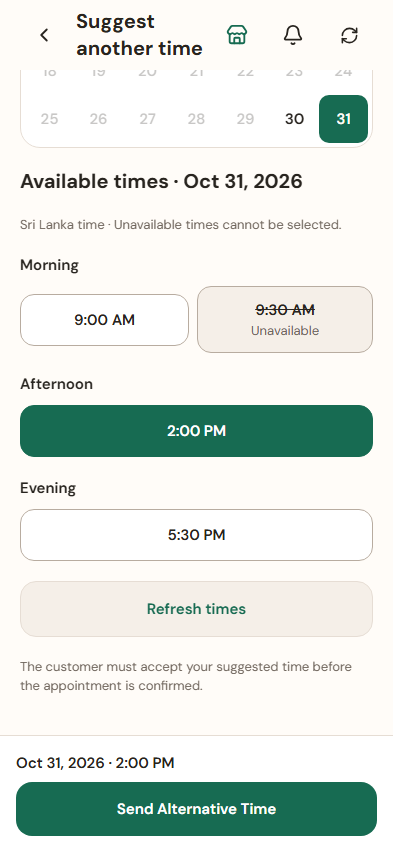 Suggest
another time
18 19 20 21 22 23 24
25 26 27 28 29 30 31
Available times · Oct 31, 2026
Sri Lanka time · Unavailable times cannot be selected.
Morning
9:00 AM
9:30 AM
Unavailable
Afternoon
2:00 PM
Evening
5:30 PM
Refresh times
The customer must accept your suggested time before
the appointment is confirmed.
Oct 31, 2026 · 2:00 PM
Send Alternative Time